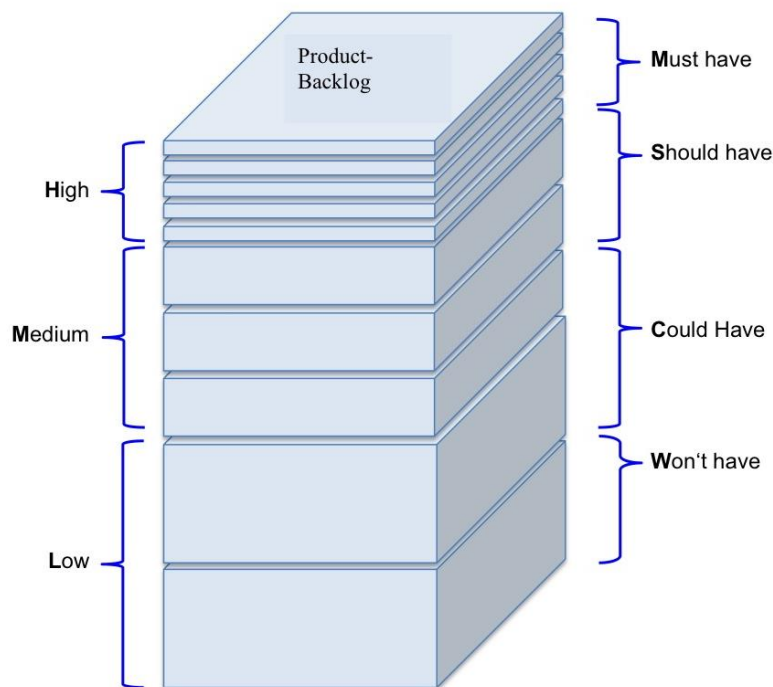 Product-
Backlog
Must have
Should have
High
Medium
Could Have
Won‘t have
Low